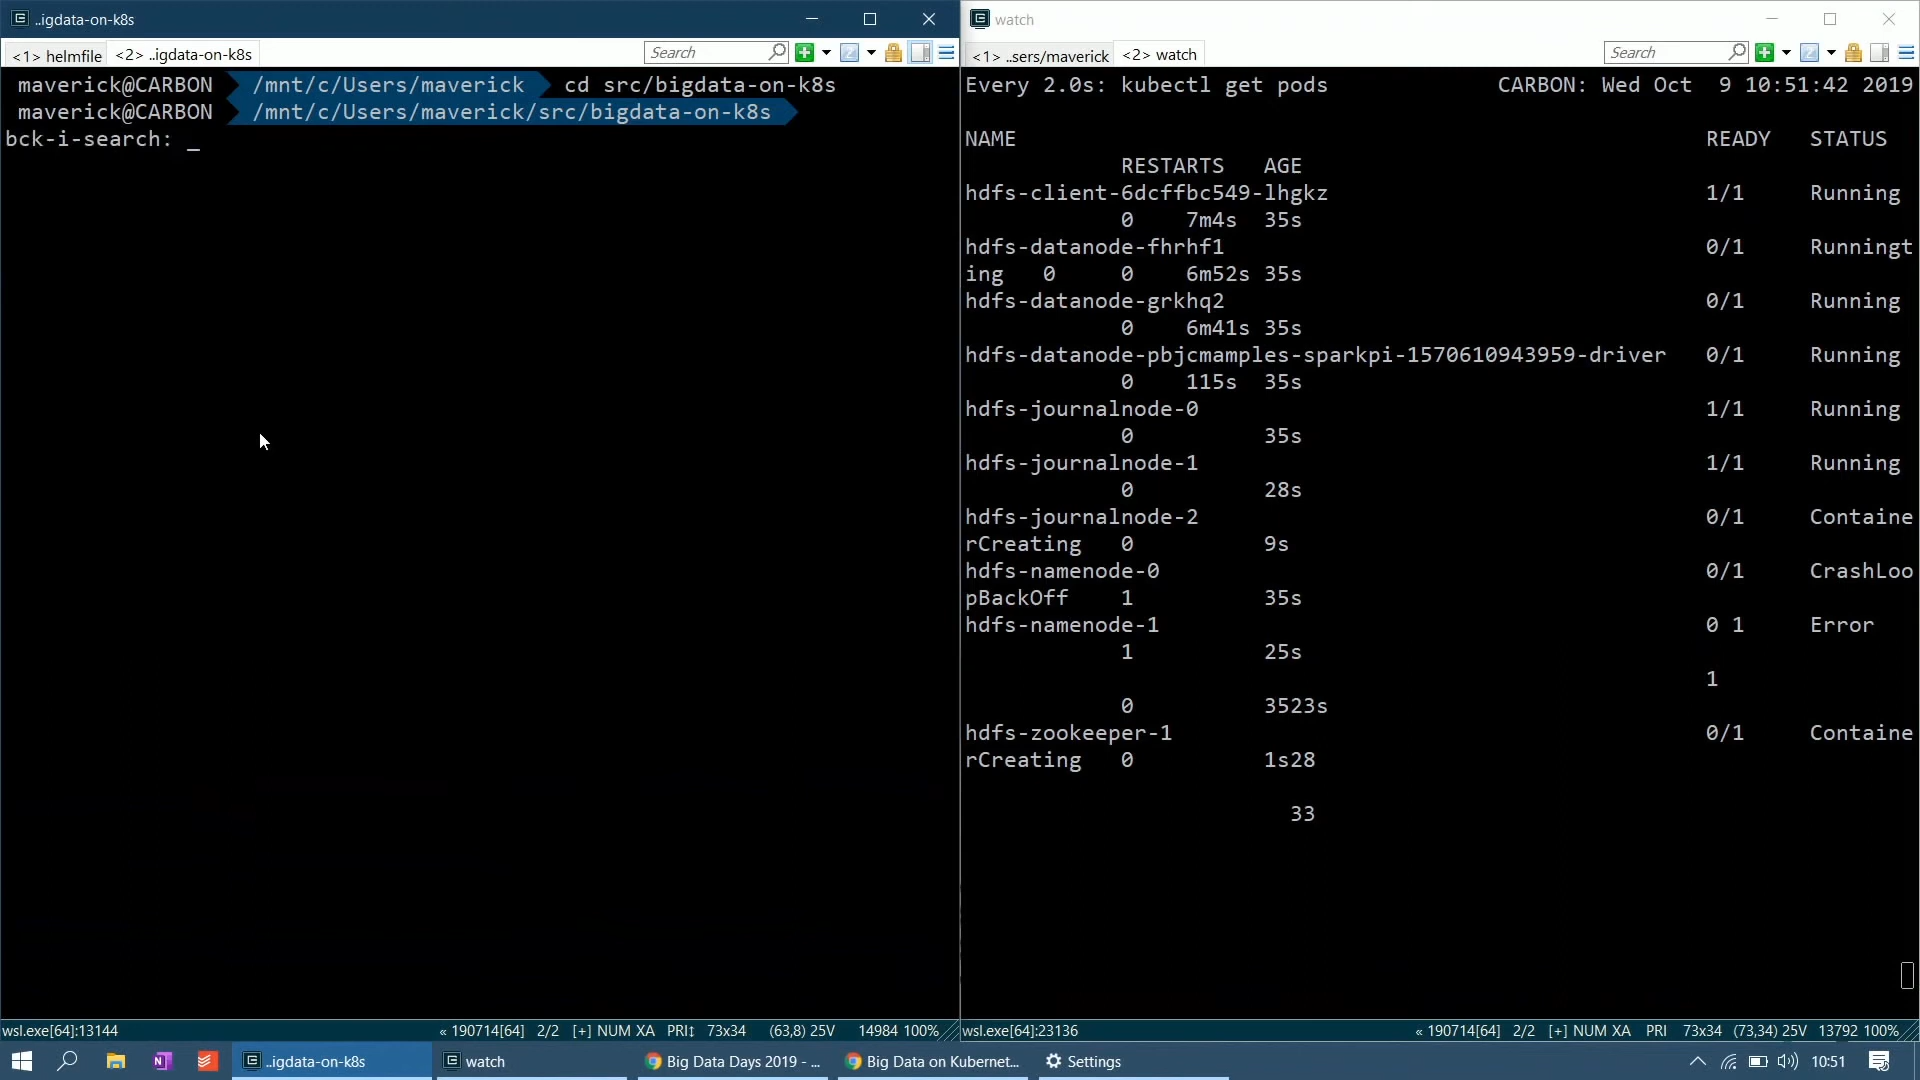 ..igdata-on-k8s
<1> helmfile <2> ..igdata-on-k8s
Search
maverick@CARBON /mnt/c/Users/maverick cd src/bigdata-on-k8s
maverick@CARBON /mnt/c/Users/maverick/src/bigdata-on-k8s
bck-i-search: _
wsl.exe[64]:13144 « 190714[64] 2/2 [+] NUM XA PRI↕ 73x34 (63,8) 25V 14984 100%
watch
<1> ..sers/maverick <2> watch
Search
Every 2.0s: kubectl get pods CARBON: Wed Oct 9 10:51:42 2019
NAME READY STATUS
RESTARTS AGE
hdfs-client-6dcffbc549-lhgkz 1/1 Running
0 7m4s 35s
hdfs-datanode-fhrhf1 0/1 Runningt
ing 0 0 6m52s 35s
hdfs-datanode-grkhq2 0/1 Running
0 6m41s 35s
hdfs-datanode-pbjcmamples-sparkpi-1570610943959-driver 0/1 Running
0 115s 35s
hdfs-journalnode-0 1/1 Running
0 35s
hdfs-journalnode-1 1/1 Running
0 28s
hdfs-journalnode-2 0/1 Containe
rCreating 0 9s
hdfs-namenode-0 0/1 CrashLoo
pBackOff 1 35s
hdfs-namenode-1 0 1 Error
1 25s
1
0 3523s
hdfs-zookeeper-1 0/1 Containe
rCreating 0 1s28
33
wsl.exe[64]:23136 « 190714[64] 2/2 [+] NUM XA PRI 73x34 (73,34) 25V 13792 100%
..igdata-on-k8s watch Big Data Days 2019 - ... Big Data on Kubernet... Settings 10:51